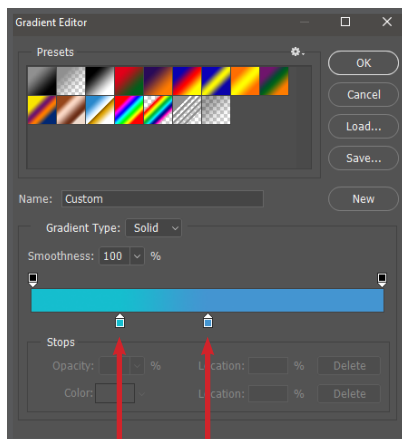 Gradient Editor
Presets
OK
Cancel
Load...
Save...
Name: Custom
New
Gradient Type: Solid
Smoothness: 100 %
Stops
Opacity: % Location: % Delete
Color: Location: % Delete